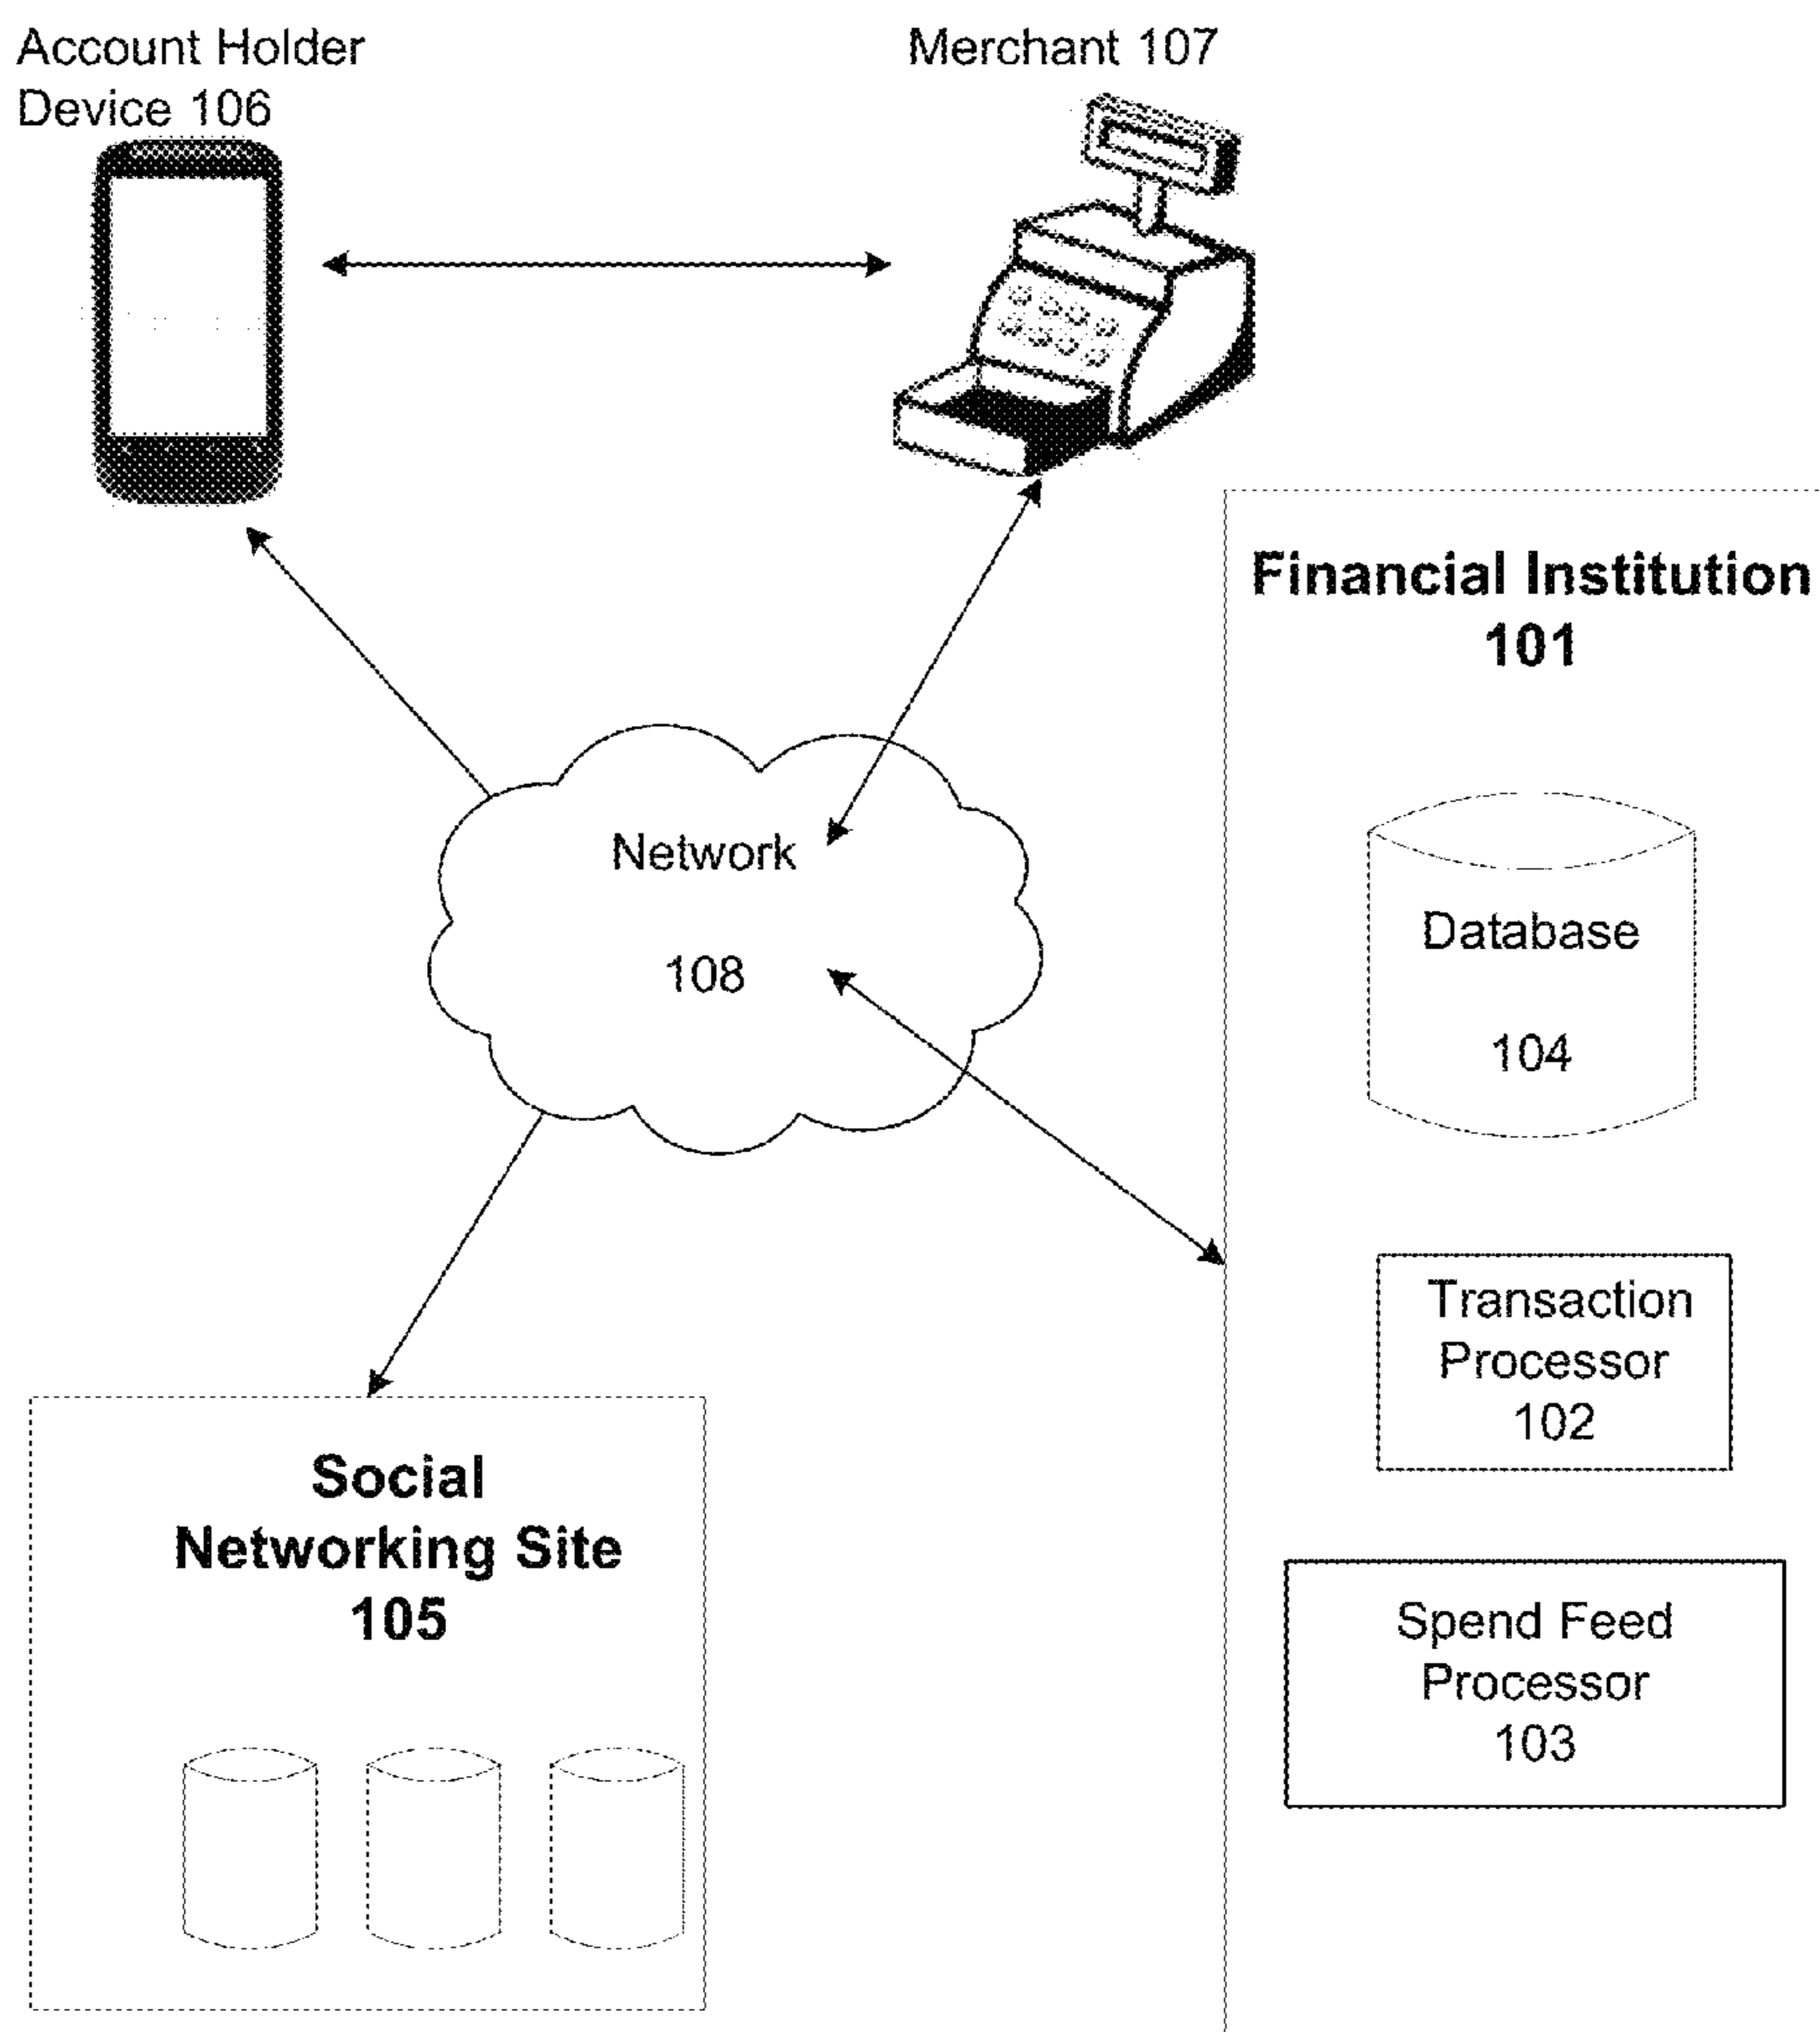 Account Holder
Device 106
Merchant 107
Financial Institution
101
Network
108
Database
104
Transaction
Processor
102
Social
Networking Site
105
Spend Feed
Processor
103